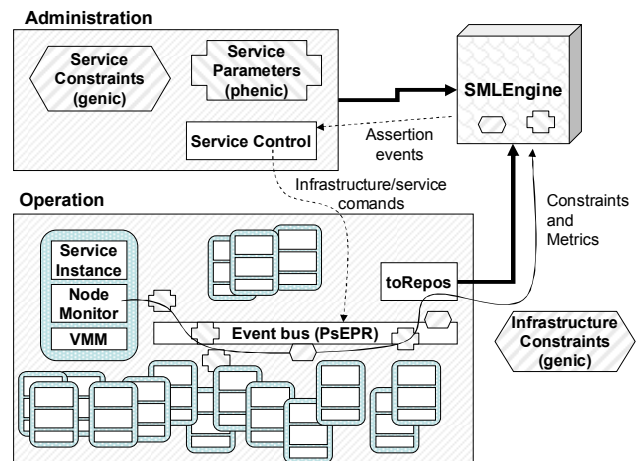 Administration
Service
Constraints
(genic)
Service
Parameters
(phenic)
SMLEngine
Service Control
Assertion
events
Infrastructure/service
comands
Constraints
and
Metrics
Operation
Service
Instance
Node
Monitor
VMM
toRepos
Event bus (PsEPR)
Infrastructure
Constraints
(genic)